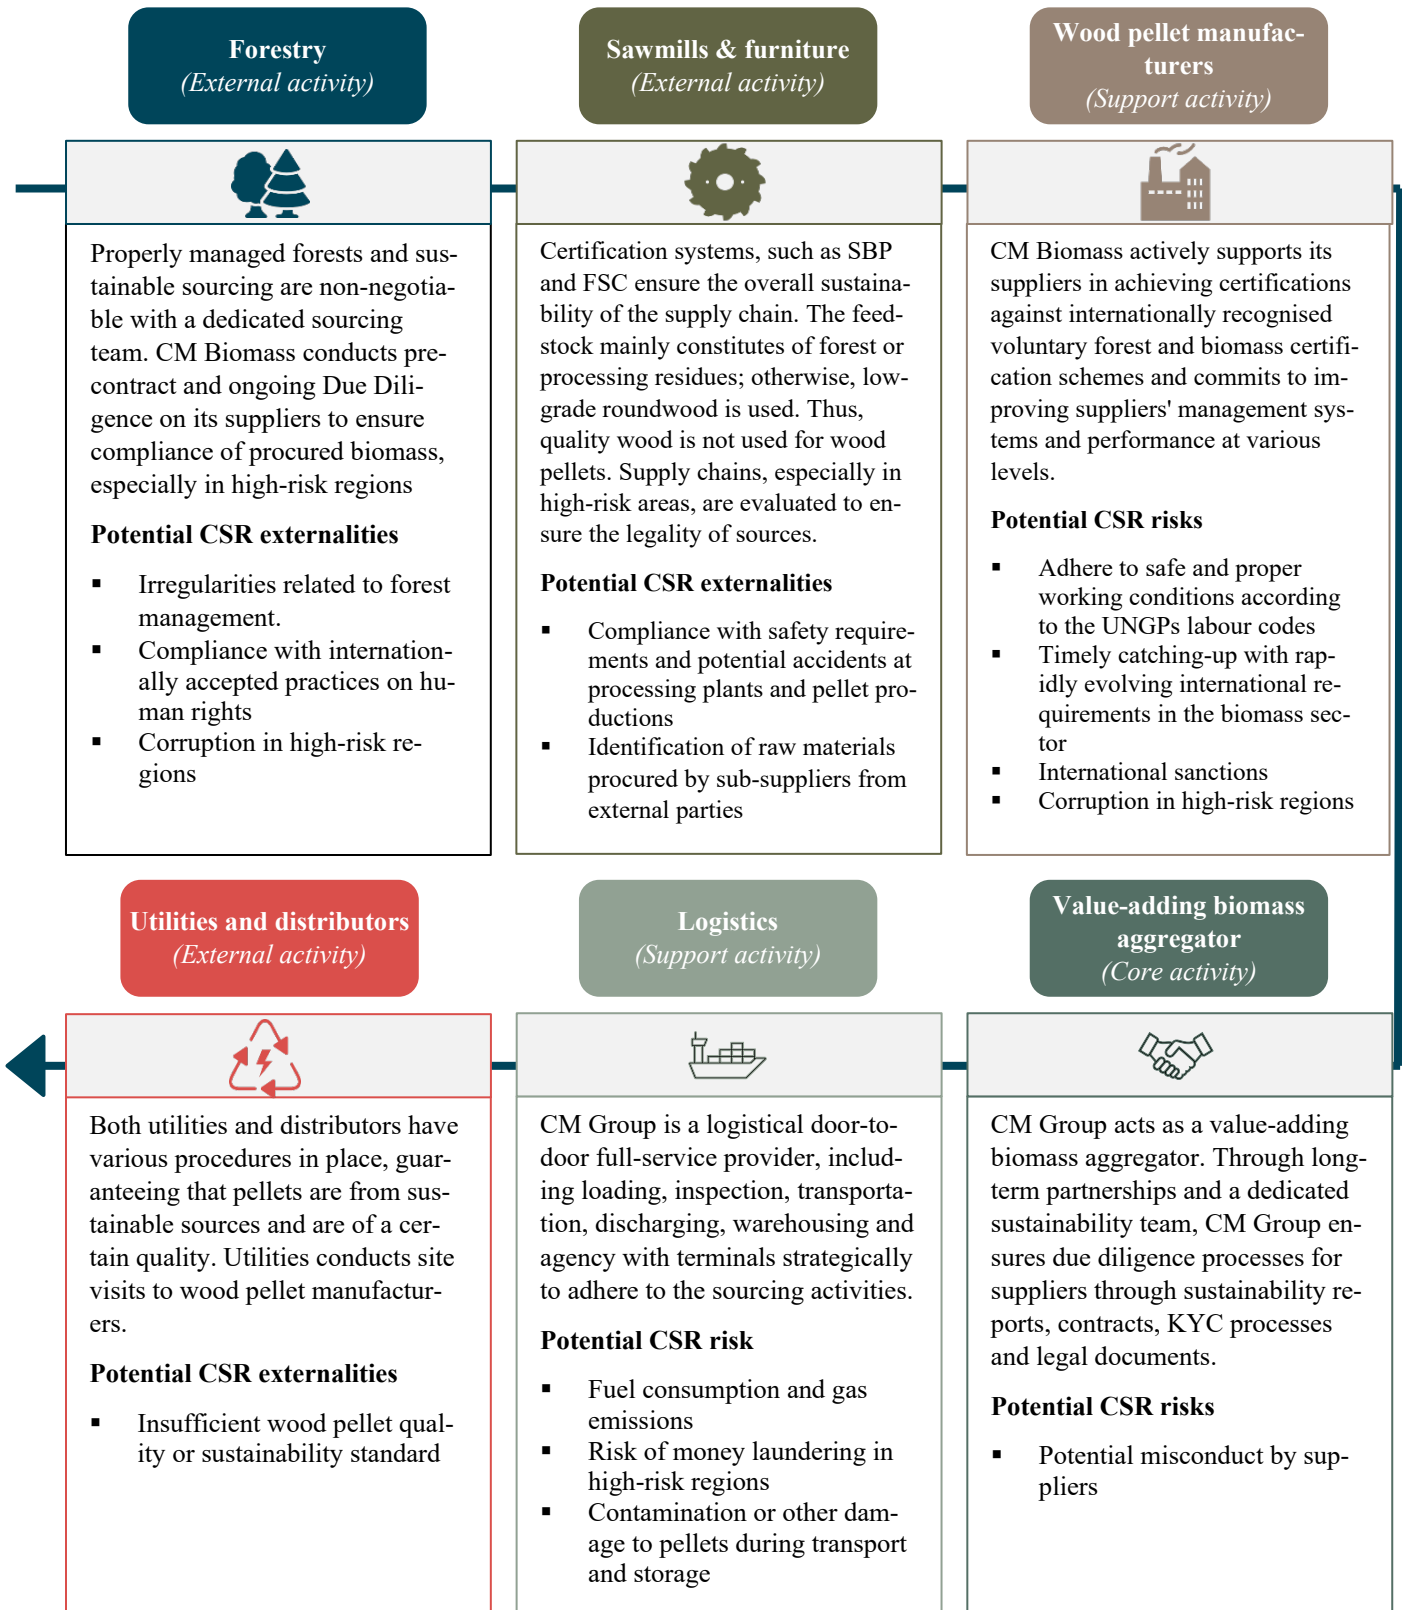 Forestry
(External activity)
Properly managed forests and sus-
tainable sourcing are non-negotia-
ble with a dedicated sourcing
team. CM Biomass conducts pre-
contract and ongoing Due Dili-
gence on its suppliers to ensure
compliance of procured biomass,
especially in high-risk regions
Potential CSR externalities
▪ Irregularities related to forest
management.
▪ Compliance with internation-
ally accepted practices on hu-
man rights
▪ Corruption in high-risk re-
gions
Sawmills & furniture
(External activity)
Certification systems, such as SBP
and FSC ensure the overall sustaina-
bility of the supply chain. The feed-
stock mainly constitutes of forest or
processing residues; otherwise, low-
grade roundwood is used. Thus,
quality wood is not used for wood
pellets. Supply chains, especially in
high-risk areas, are evaluated to en-
sure the legality of sources.
Potential CSR externalities
▪ Compliance with safety require-
ments and potential accidents at
processing plants and pellet pro-
ductions
▪ Identification of raw materials
procured by sub-suppliers from
external parties
Wood pellet manufac-
turers
(Support activity)
CM Biomass actively supports its
suppliers in achieving certifications
against internationally recognised
voluntary forest and biomass certifi-
cation schemes and commits to im-
proving suppliers' management sys-
tems and performance at various
levels.
Potential CSR risks
▪ Adhere to safe and proper
working conditions according
to the UNGPs labour codes
▪ Timely catching-up with rap-
idly evolving international re-
quirements in the biomass sec-
tor
▪ International sanctions
▪ Corruption in high-risk regions
Utilities and distributors
(External activity)
Both utilities and distributors have
various procedures in place, guar-
anteeing that pellets are from sus-
tainable sources and are of a cer-
tain quality. Utilities conducts site
visits to wood pellet manufactur-
ers.
Potential CSR externalities
▪ Insufficient wood pellet qual-
ity or sustainability standard
Logistics
(Support activity)
CM Group is a logistical door-to-
door full-service provider, includ-
ing loading, inspection, transporta-
tion, discharging, warehousing and
agency with terminals strategically
to adhere to the sourcing activities.
Potential CSR risk
▪ Fuel consumption and gas
emissions
▪ Risk of money laundering in
high-risk regions
▪ Contamination or other dam-
age to pellets during transport
and storage
Value-adding biomass
aggregator
(Core activity)
CM Group acts as a value-adding
biomass aggregator. Through long-
term partnerships and a dedicated
sustainability team, CM Group en-
sures due diligence processes for
suppliers through sustainability re-
ports, contracts, KYC processes
and legal documents.
Potential CSR risks
▪ Potential misconduct by sup-
pliers